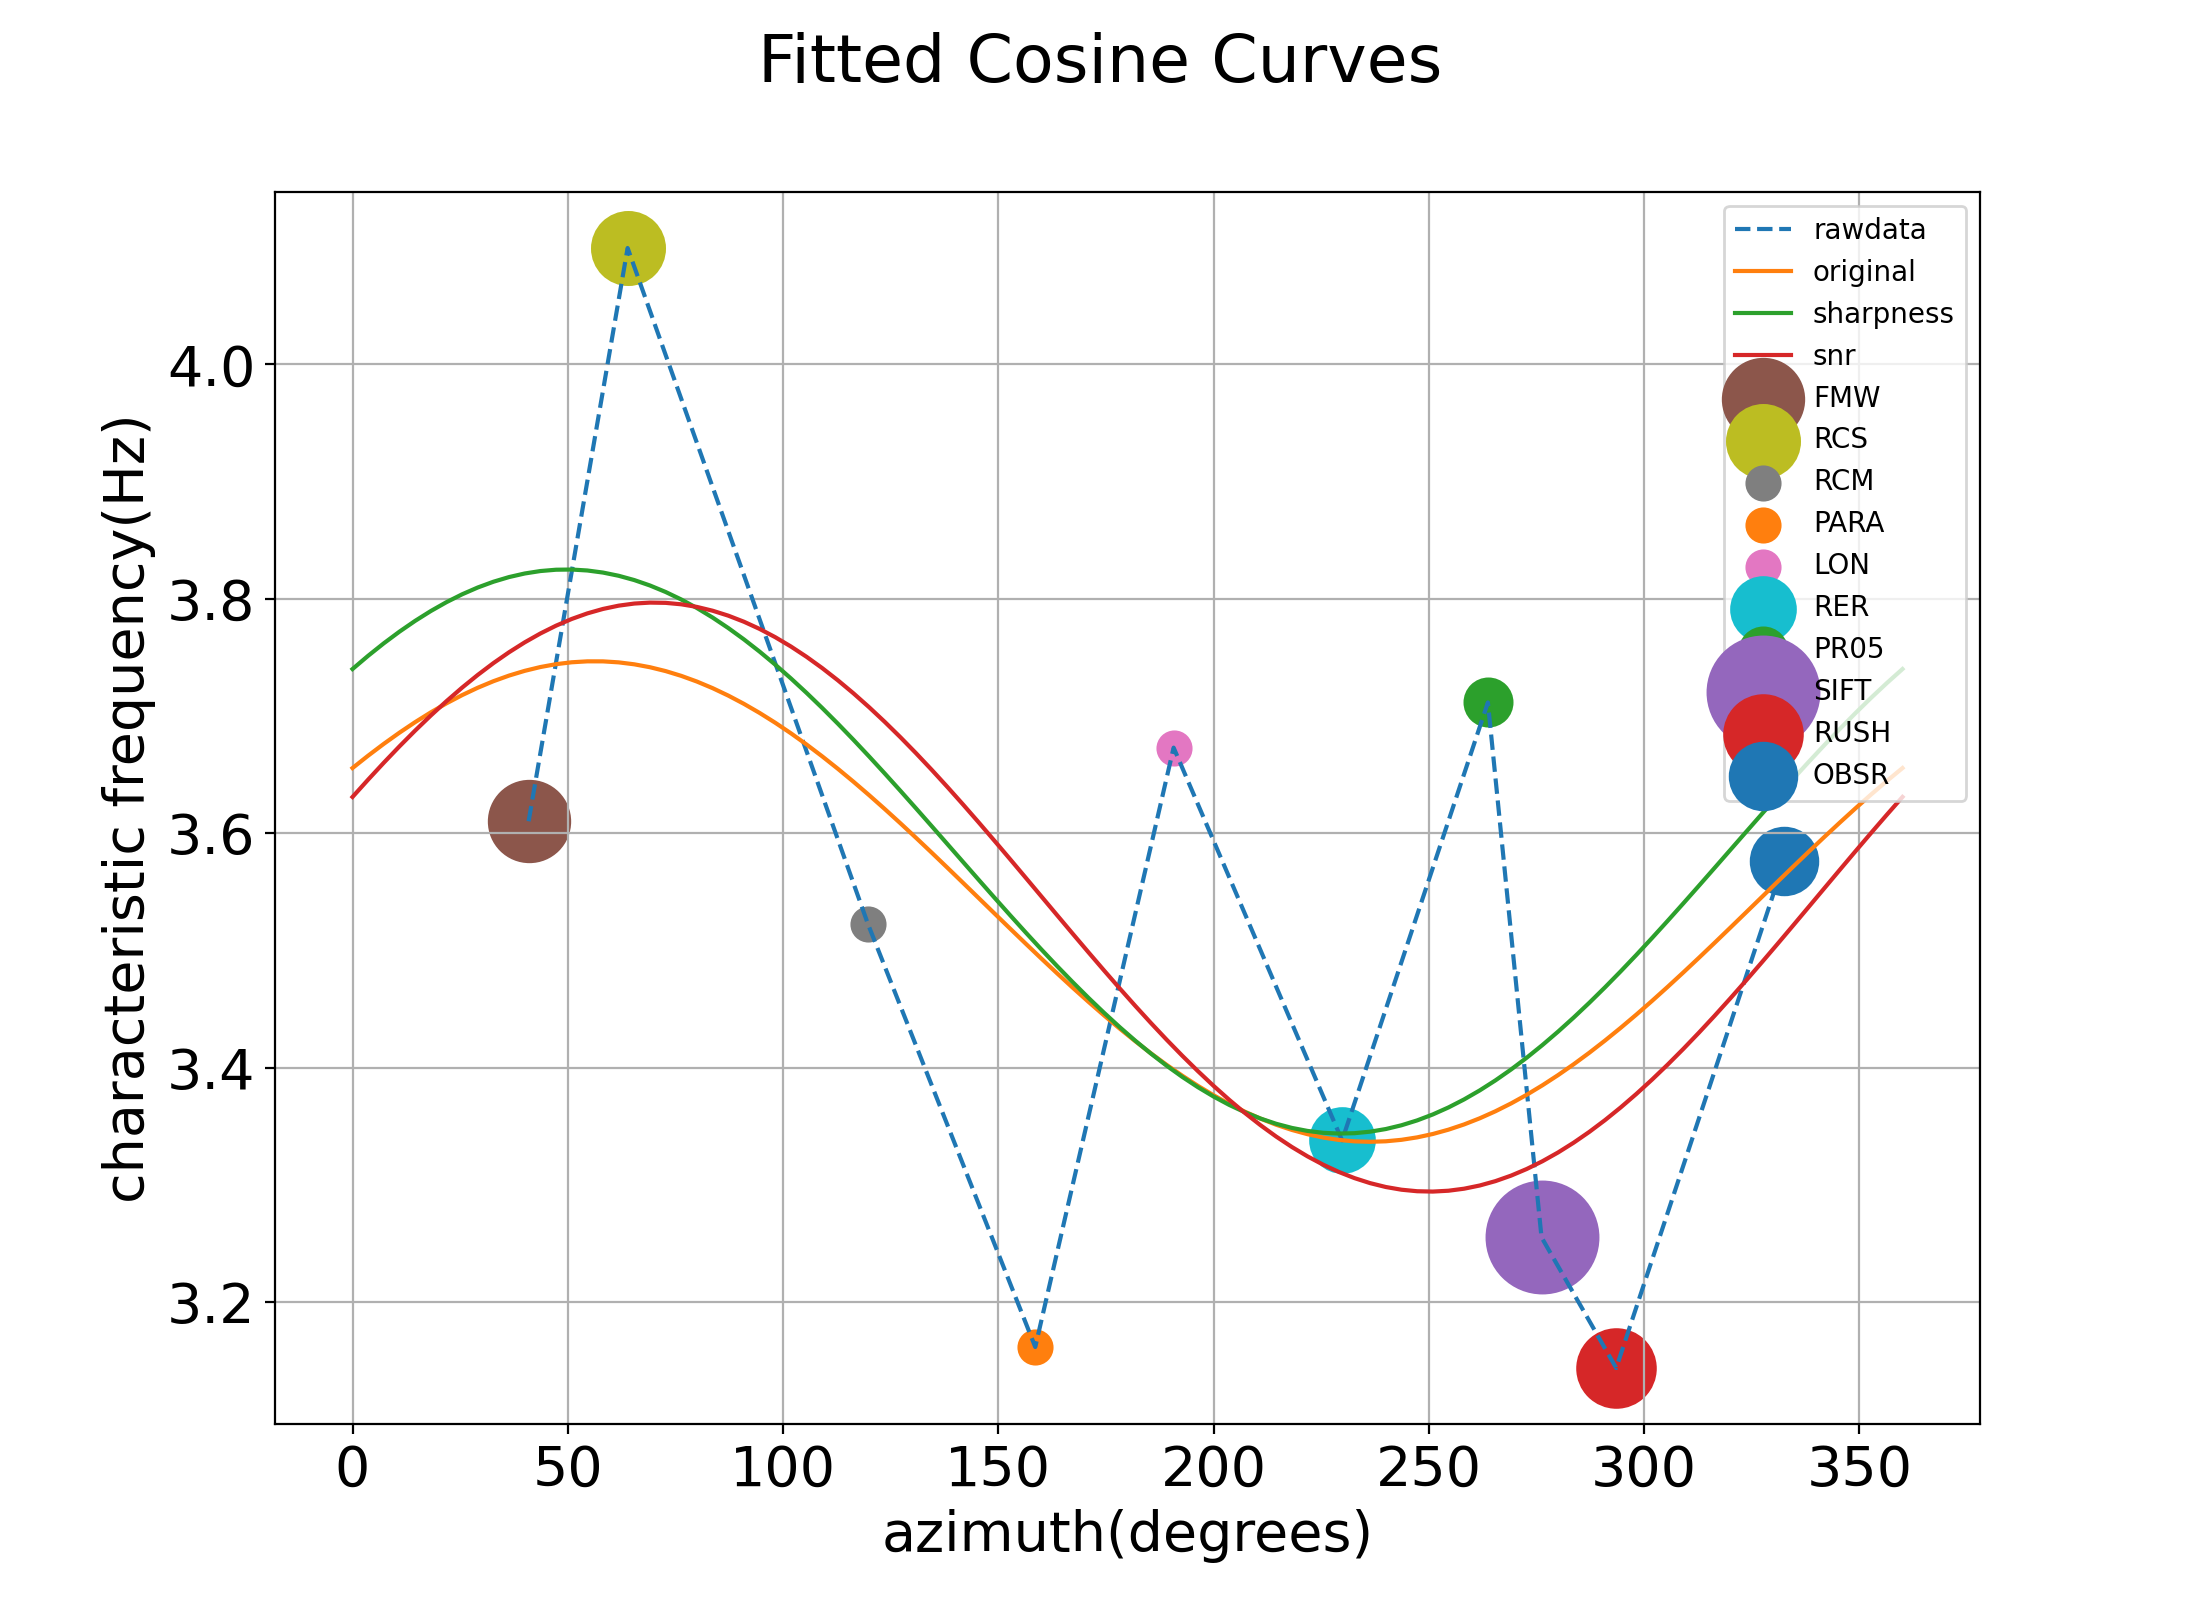 Fitted Cosine Curves
characteristic frequency(Hz)
4.0
3.8
3.6
3.4
3.2
rawdata
original
sharpness
snr
FMW
RCS
RCM
PARA
LON
RER
PR05
SIFT
RUSH
OBSR
0 50 100 150 200 250 300 350
azimuth(degrees)